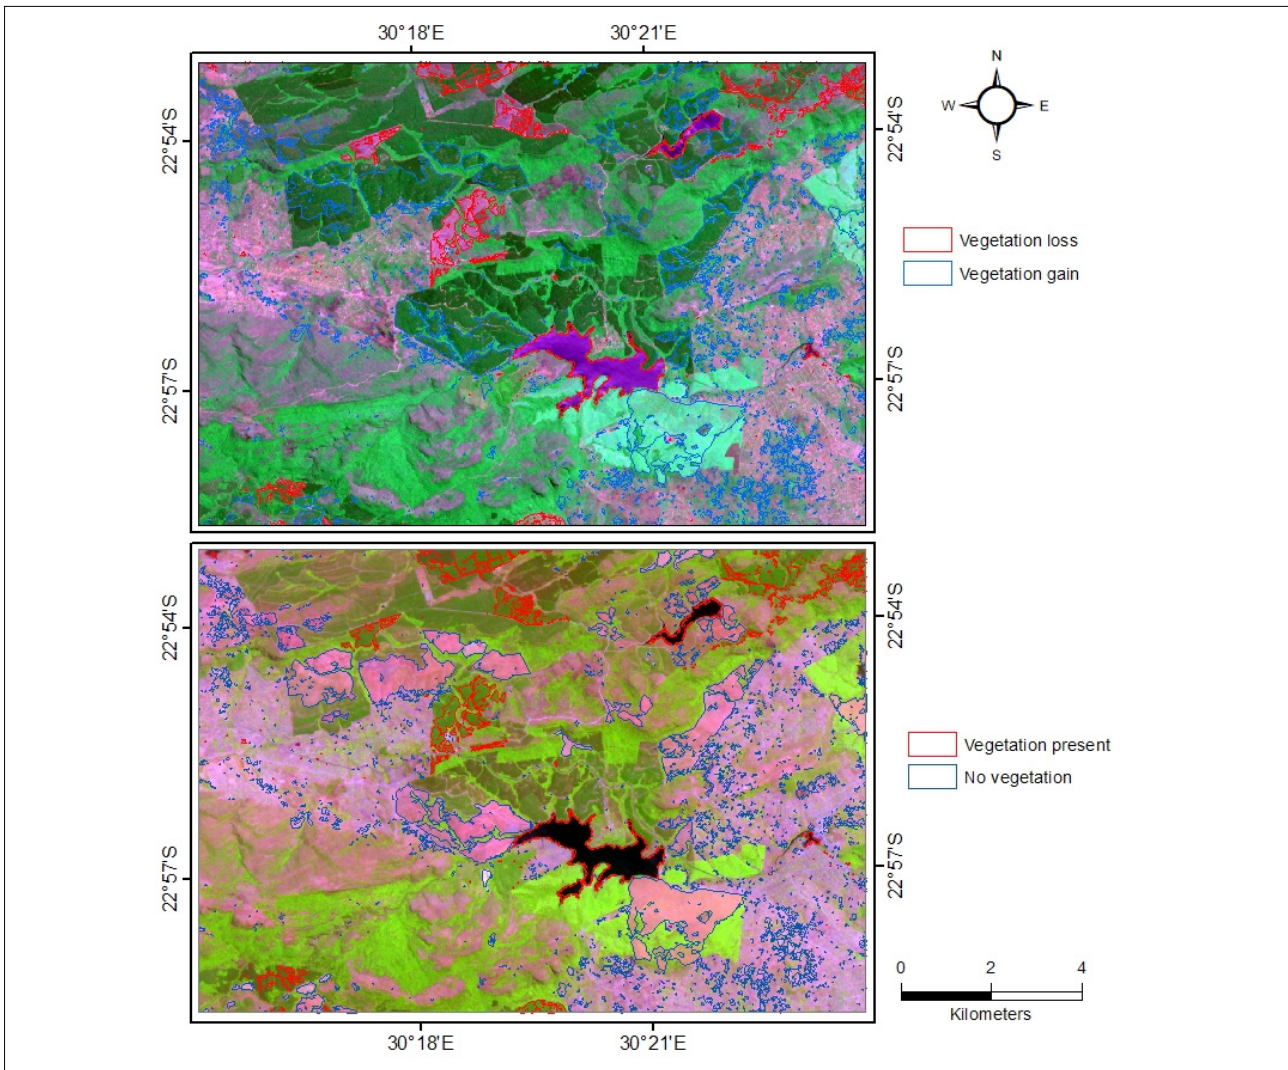 30°18'E 30°21'E
22°54'S
22°54'S
22°57'S
22°57'S
N
W E
S
Vegetation loss
Vegetation gain
22°54'S
22°54'S
22°57'S
22°57'S
Vegetation present
No vegetation
0 2 4
Kilometers
30°18'E 30°21'E